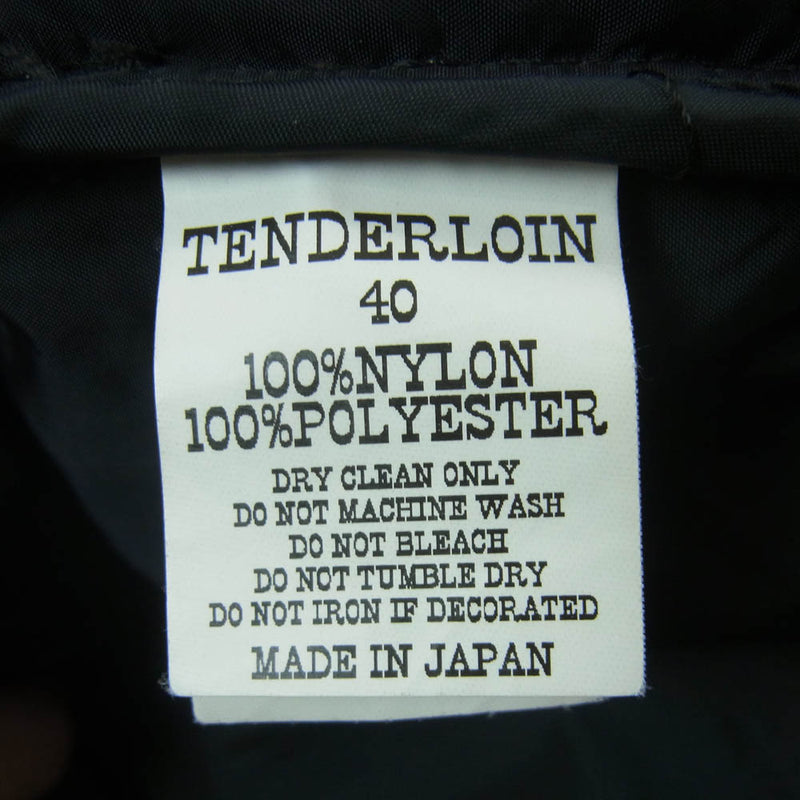 TENDERLOIN
40
100%NYLON
100%POLYESTER
DRY CLEAN ONLY
DO NOT MACHINE WASH
DO NOT BLEACH
DO NOT TUMBLE DRY
DO NOT IRON IF DECORATED
MADE IN JAPAN